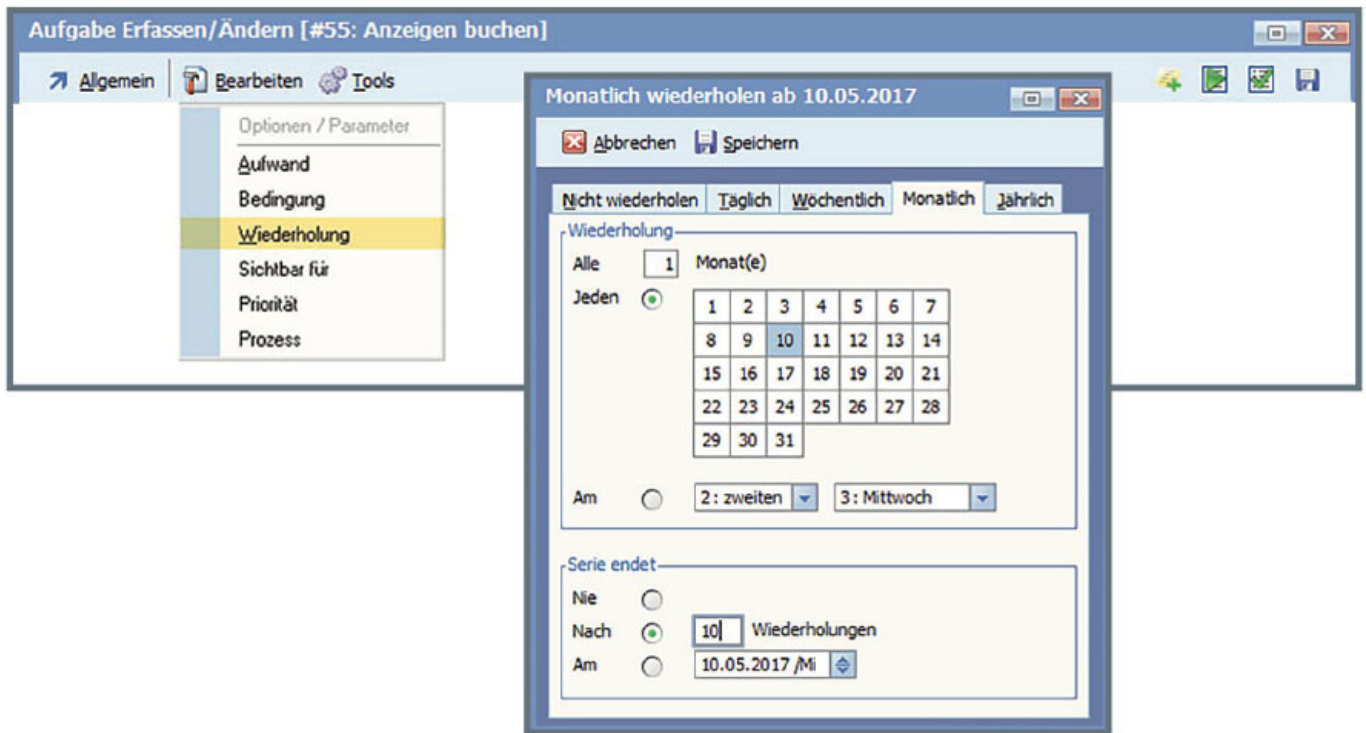 Aufgabe Erfassen/Ändern [#55: Anzeigen buchen]
Allgemein Bearbeiten Tools
Optionen / Parameter
Aufwand
Bedingung
Wiederholung
Sichtbar für
Priorität
Prozess
Monatlich wiederholen ab 10.05.2017
Abbrechen Speichern
Nicht wiederholen Täglich Wöchentlich Monatlich Jährlich
Wiederholung
Alle 1 Monat(e)
Jeden
1 2 3 4 5 6 7
8 9 10 11 12 13 14
15 16 17 18 19 20 21
22 23 24 25 26 27 28
29 30 31
Am 2: zweiten 3: Mittwoch
Serie endet
Nie
Nach 10 Wiederholungen
Am 10.05.2017 /Mi